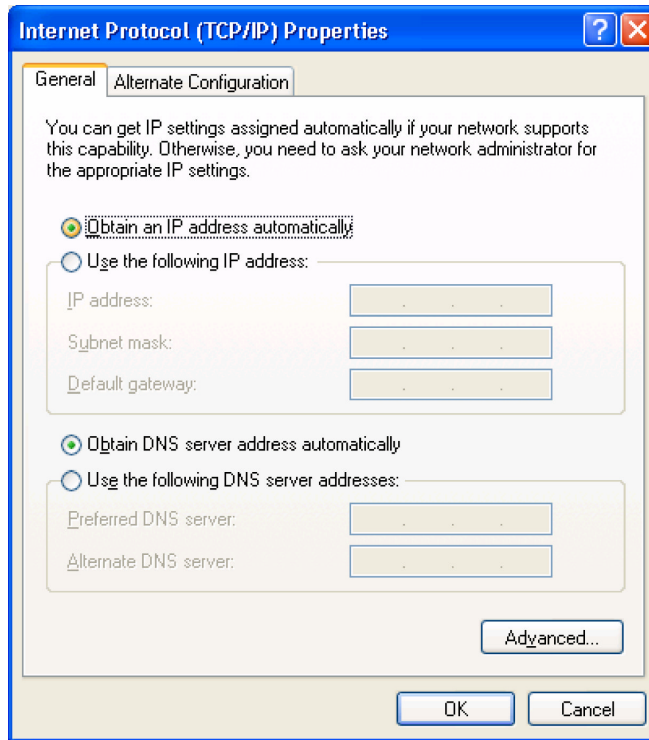 Internet Protocol (TCP/IP) Properties
General
Alternate Configuration
You can get IP settings assigned automatically if your network supports
this capability. Otherwise, you need to ask your network administrator for
the appropriate IP settings.
Obtain an IP address automatically
Use the following IP address:
IP address:
Subnet mask:
Default gateway:
Obtain DNS server address automatically
Use the following DNS server addresses:
Preferred DNS server:
Alternate DNS server:
Advanced...
OK
Cancel